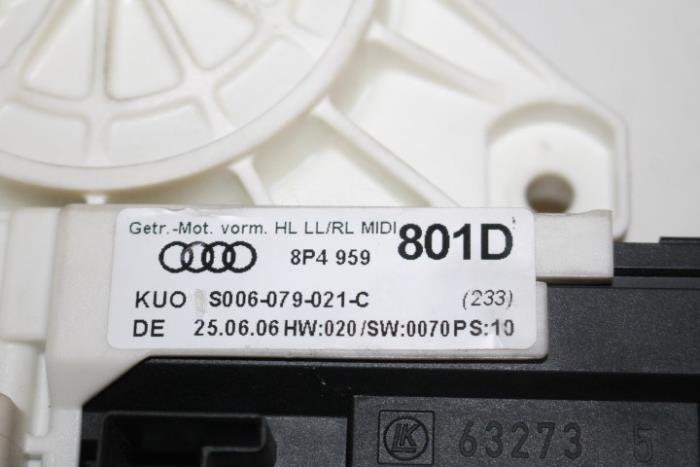 Getr.-Mot. vorm. HL LL/RL MIDI
8P4 959 801D
KUO S006-079-021-C (233)
DE 25.06.06 HW:020/SW:0070 PS:10
LK 63273 5